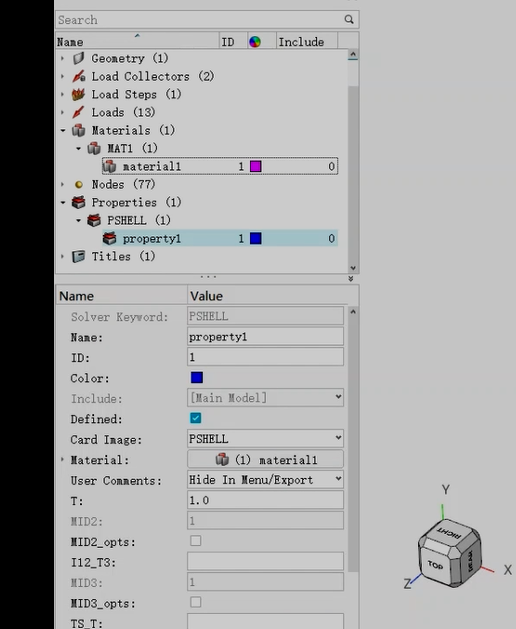 Search
Name ID Include
Geometry (1)
Load Collectors (2)
Load Steps (1)
Loads (13)
Materials (1)
MAT1 (1)
material1 1 0
Nodes (77)
Properties (1)
PSHELL (1)
property1 1 0
Titles (1)
Name Value
Solver Keyword: PSHELL
Name: property1
ID: 1
Color:
Include: [Main Model]
Defined:
Card Image: PSHELL
Material: (1) material1
User Comments: Hide In Menu/Export
T: 1.0
MID2: 1
MID2_opts:
I12_T3:
MID3: 1
MID3_opts:
TS_T:
Y
RIGHT
TOP
REAR
Z
X